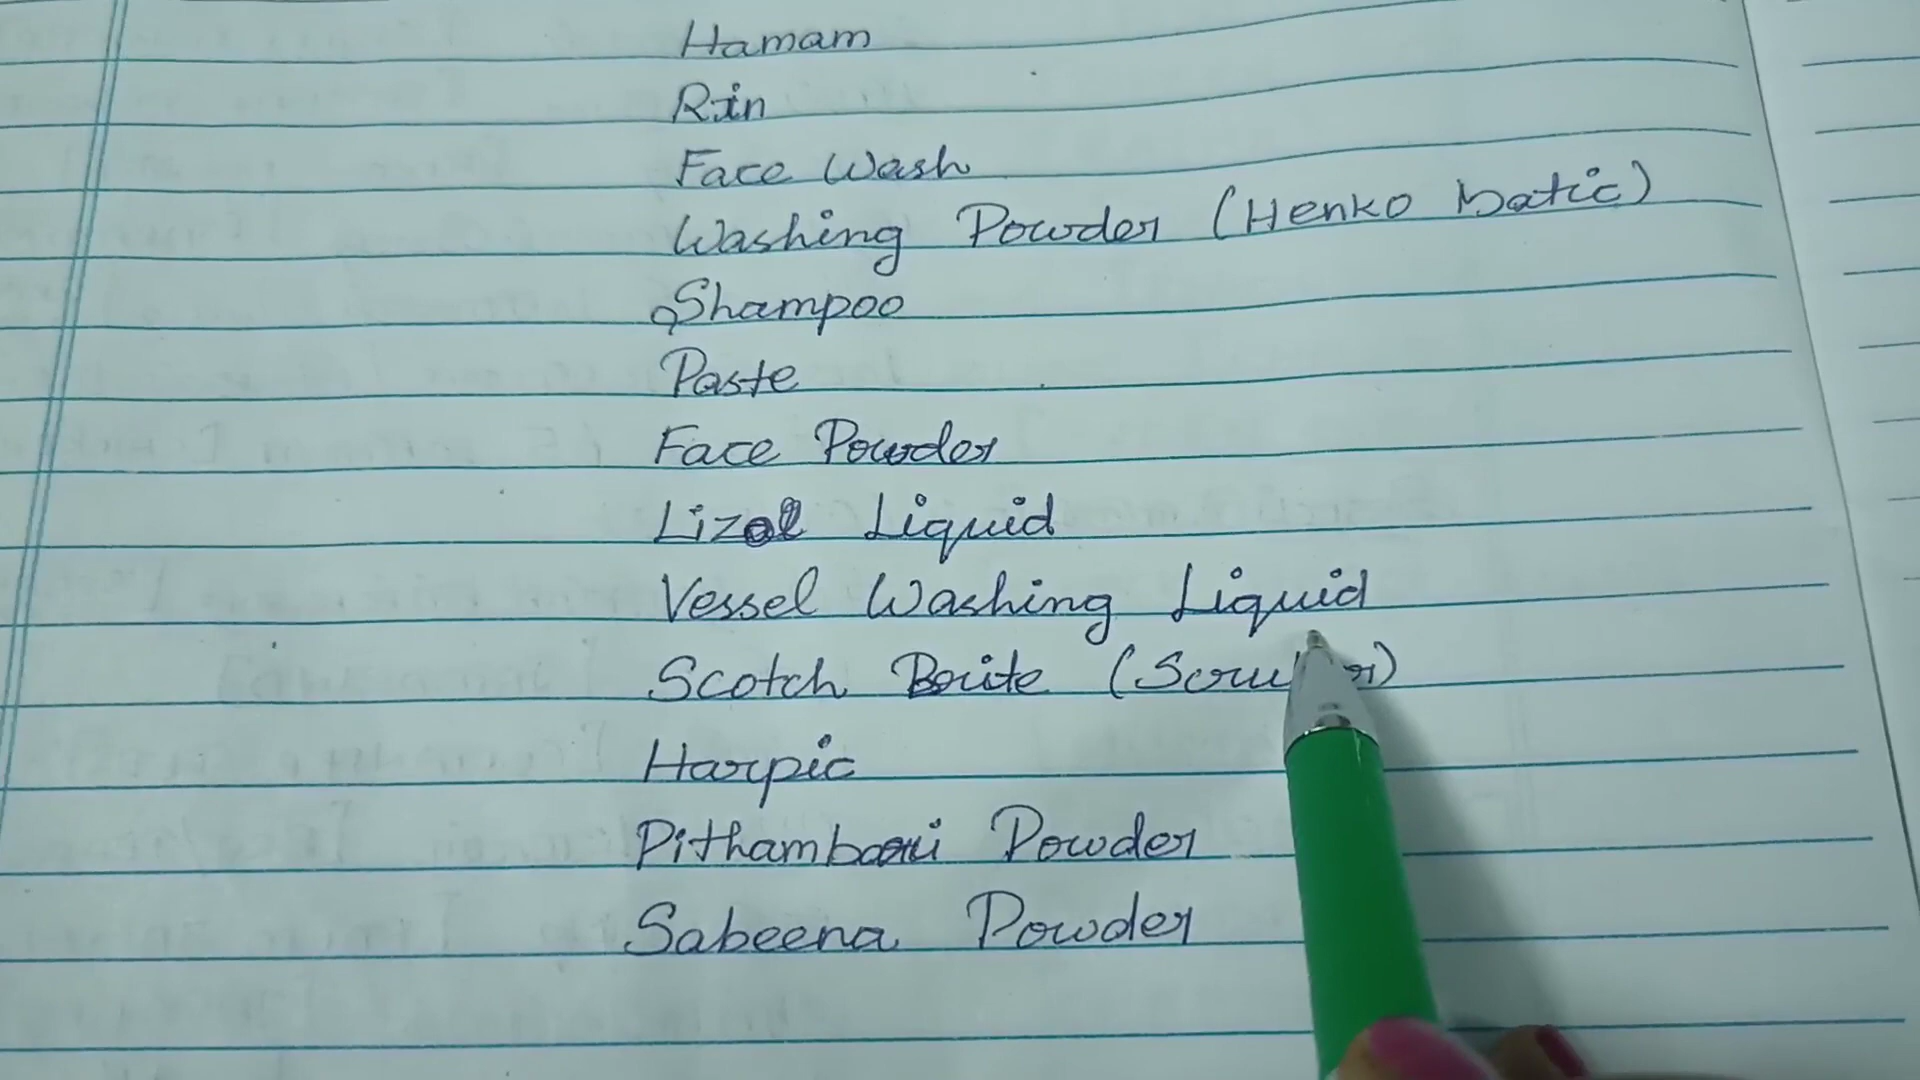 Hamam
Rin
Face Wash
Washing Powder (Henko Matic)
Shampoo
Paste
Face Powder
Lizol Liquid
Vessel Washing Liquid
Scotch Brite
Harpic
Pithambari Powder
Sabeena Powder